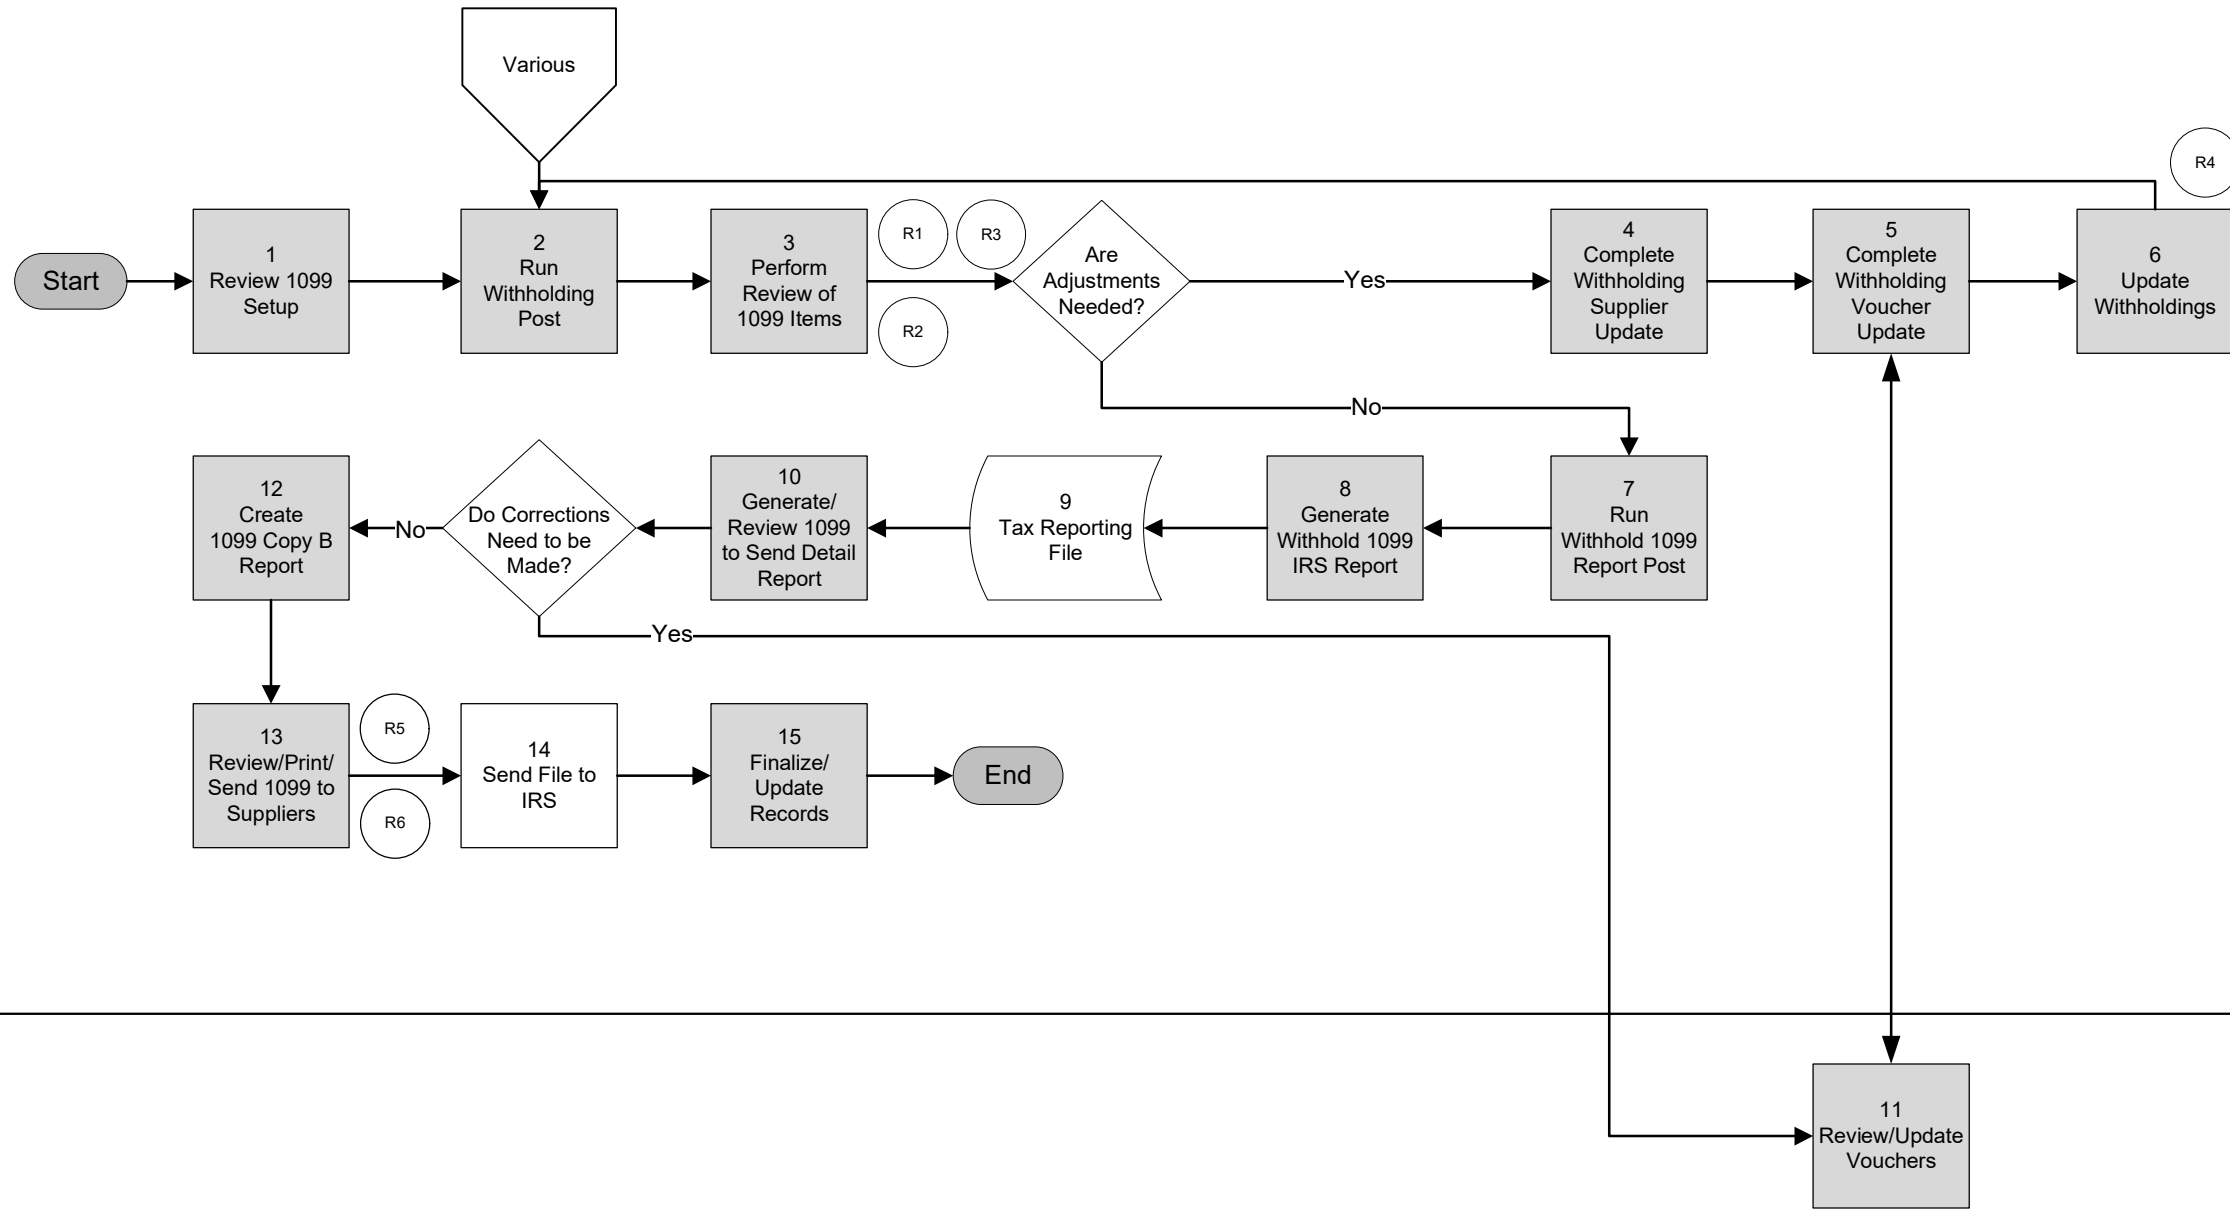 Various
R4
Start
1
Review 1099
Setup
2
Run
Withholding
Post
3
Perform
Review of
1099 Items
R1
R3
R2
Are
Adjustments
Needed?
Yes
4
Complete
Withholding
Supplier
Update
5
Complete
Withholding
Voucher
Update
6
Update
Withholdings
No
12
Create
1099 Copy B
Report
No
Do Corrections
Need to be
Made?
10
Generate/
Review 1099
to Send Detail
Report
9
Tax Reporting
File
8
Generate
Withhold 1099
IRS Report
7
Run
Withhold 1099
Report Post
Yes
13
Review/Print/
Send 1099 to
Suppliers
R5
R6
14
Send File to
IRS
15
Finalize/
Update
Records
End
11
Review/Update
Vouchers